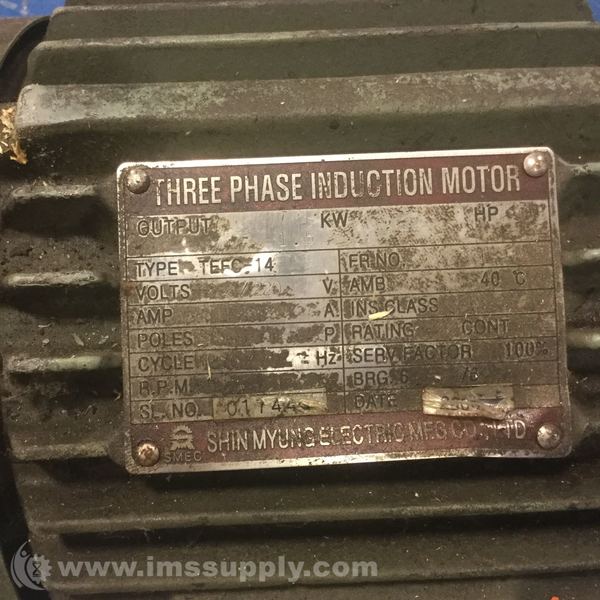 THREE PHASE INDUCTION MOTOR
OUTPUT KW HP
TYPE TEFC-14 FR.NO.
VOLTS V AMB 40 °C
AMP A INS.CLASS
POLES P RATING CONT
CYCLE Hz SERV.FACTOR 100%
R.P.M. BRG.
SL.NO. DATE
SMEC SHIN MYUNG ELECTRIC MFG CO., LTD
www.imssupply.com